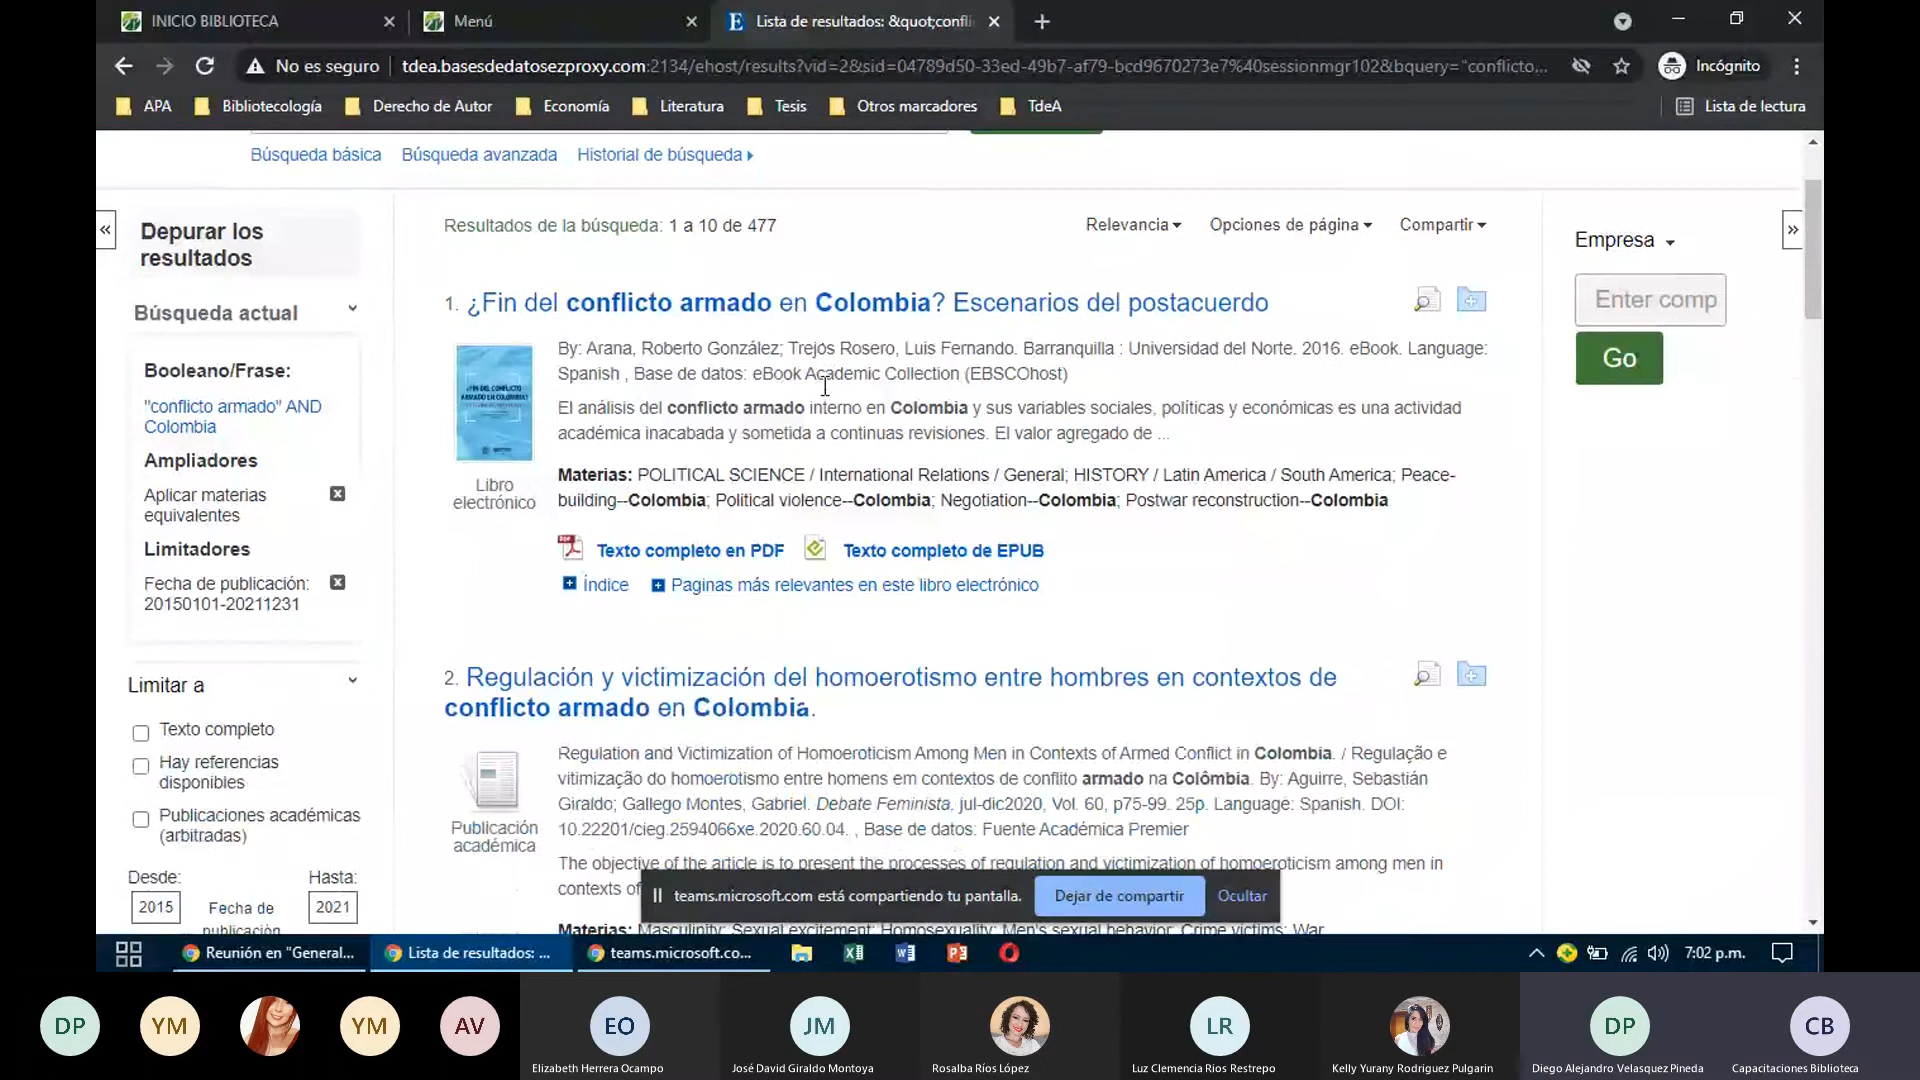 INICIO BIBLIOTECA
Menú
Lista de resultados: &quot;confli
No es seguro
tdea.basesdedatosezproxy.com:2134/ehost/results?vid=2&sid=04789d50-33ed-49b7-af79-bcd9670273e7%40sessionmgr102&bquery="conflicto...
Incógnito
APA
Bibliotecología
Derecho de Autor
Economía
Literatura
Tesis
Otros marcadores
TdeA
Lista de lectura
Búsqueda básica
Búsqueda avanzada
Historial de búsqueda
«
Depurar los
resultados
Búsqueda actual
Booleano/Frase:
"conflicto armado" AND
Colombia
Ampliadores
Aplicar materias
equivalentes
Limitadores
Fecha de publicación:
20150101-20211231
Limitar a
Texto completo
Hay referencias
disponibles
Publicaciones académicas
(arbitradas)
Desde:
Hasta:
2015
Fecha de
publicación
2021
Resultados de la búsqueda: 1 a 10 de 477
Relevancia
Opciones de página
Compartir
1. ¿Fin del conflicto armado en Colombia? Escenarios del postacuerdo
¿FIN DEL CONFLICTO
ARMADO EN COLOMBIA?
Libro
electrónico
By: Arana, Roberto González; Trejos Rosero, Luis Fernando. Barranquilla : Universidad del Norte. 2016. eBook. Language:
Spanish , Base de datos: eBook Academic Collection (EBSCOhost)
El análisis del conflicto armado interno en Colombia y sus variables sociales, políticas y económicas es una actividad
académica inacabada y sometida a continuas revisiones. El valor agregado de ...
Materias: POLITICAL SCIENCE / International Relations / General; HISTORY / Latin America / South America; Peace-
building--Colombia; Political violence--Colombia; Negotiation--Colombia; Postwar reconstruction--Colombia
Texto completo en PDF
Texto completo de EPUB
Índice
Paginas más relevantes en este libro electrónico
2. Regulación y victimización del homoerotismo entre hombres en contextos de
conflicto armado en Colombia.
Publicación
académica
Regulation and Victimization of Homoeroticism Among Men in Contexts of Armed Conflict in Colombia. / Regulação e
vitimização do homoerotismo entre homens em contextos de conflito armado na Colômbia. By: Aguirre, Sebastián
Giraldo; Gallego Montes, Gabriel. Debate Feminista. jul-dic2020, Vol. 60, p75-99. 25p. Language: Spanish. DOI:
10.22201/cieg.2594066xe.2020.60.04. , Base de datos: Fuente Académica Premier
The objective of the article is to present the processes of regulation and victimization of homoeroticism among men in
contexts of
Materias: Masculinity; Sexual excitement; Homosexuality; Men's sexual behavior; Crime victims; War
»
Empresa
Enter comp
Go
teams.microsoft.com está compartiendo tu pantalla.
Dejar de compartir
Ocultar
Reunión en "General...
Lista de resultados: ...
teams.microsoft.co...
7:02 p.m.
DP
YM
YM
AV
EO
JM
LR
DP
CB
Elizabeth Herrera Ocampo
José David Giraldo Montoya
Rosalba Ríos López
Luz Clemencia Rios Restrepo
Kelly Yurany Rodriguez Pulgarin
Diego Alejandro Velasquez Pineda
Capacitaciones Biblioteca